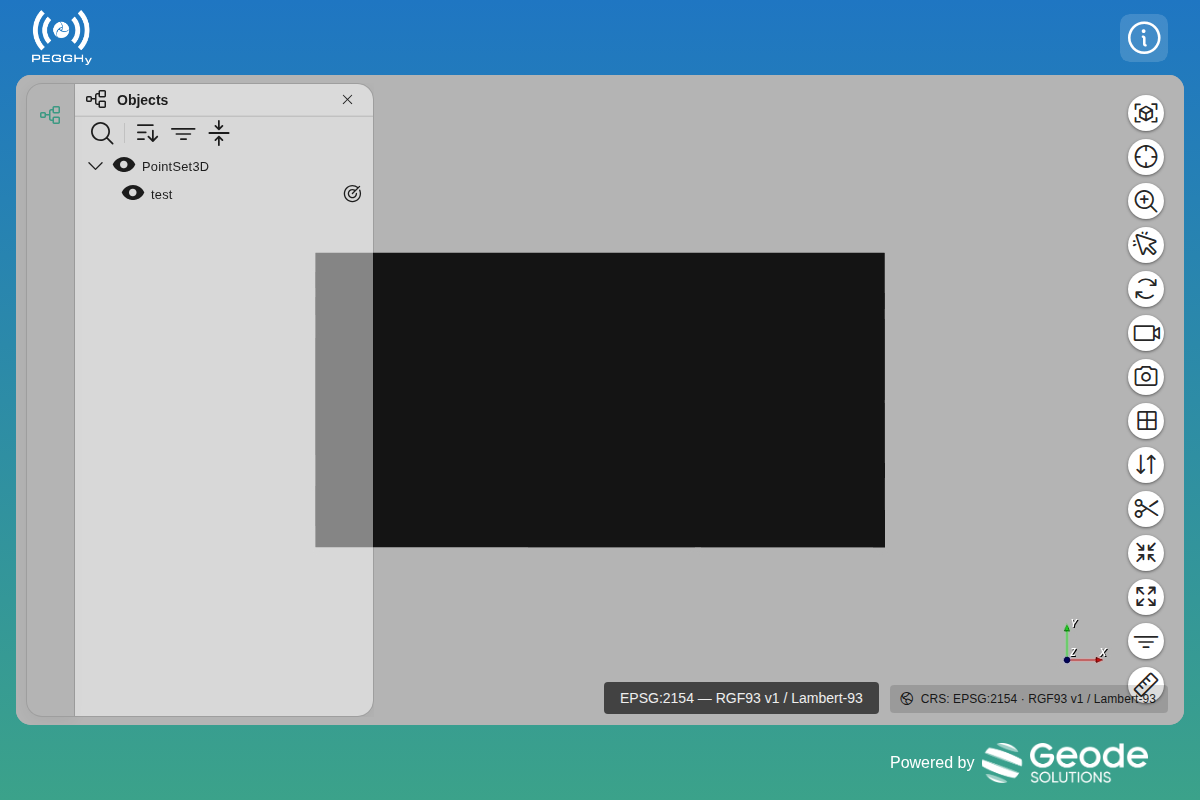 PEGGHy
Objects
PointSet3D
test
Y
Z
X
EPSG:2154 — RGF93 v1 / Lambert-93
CRS: EPSG:2154 · RGF93 v1 / Lambert-93
Powered by
Geode
SOLUTIONS